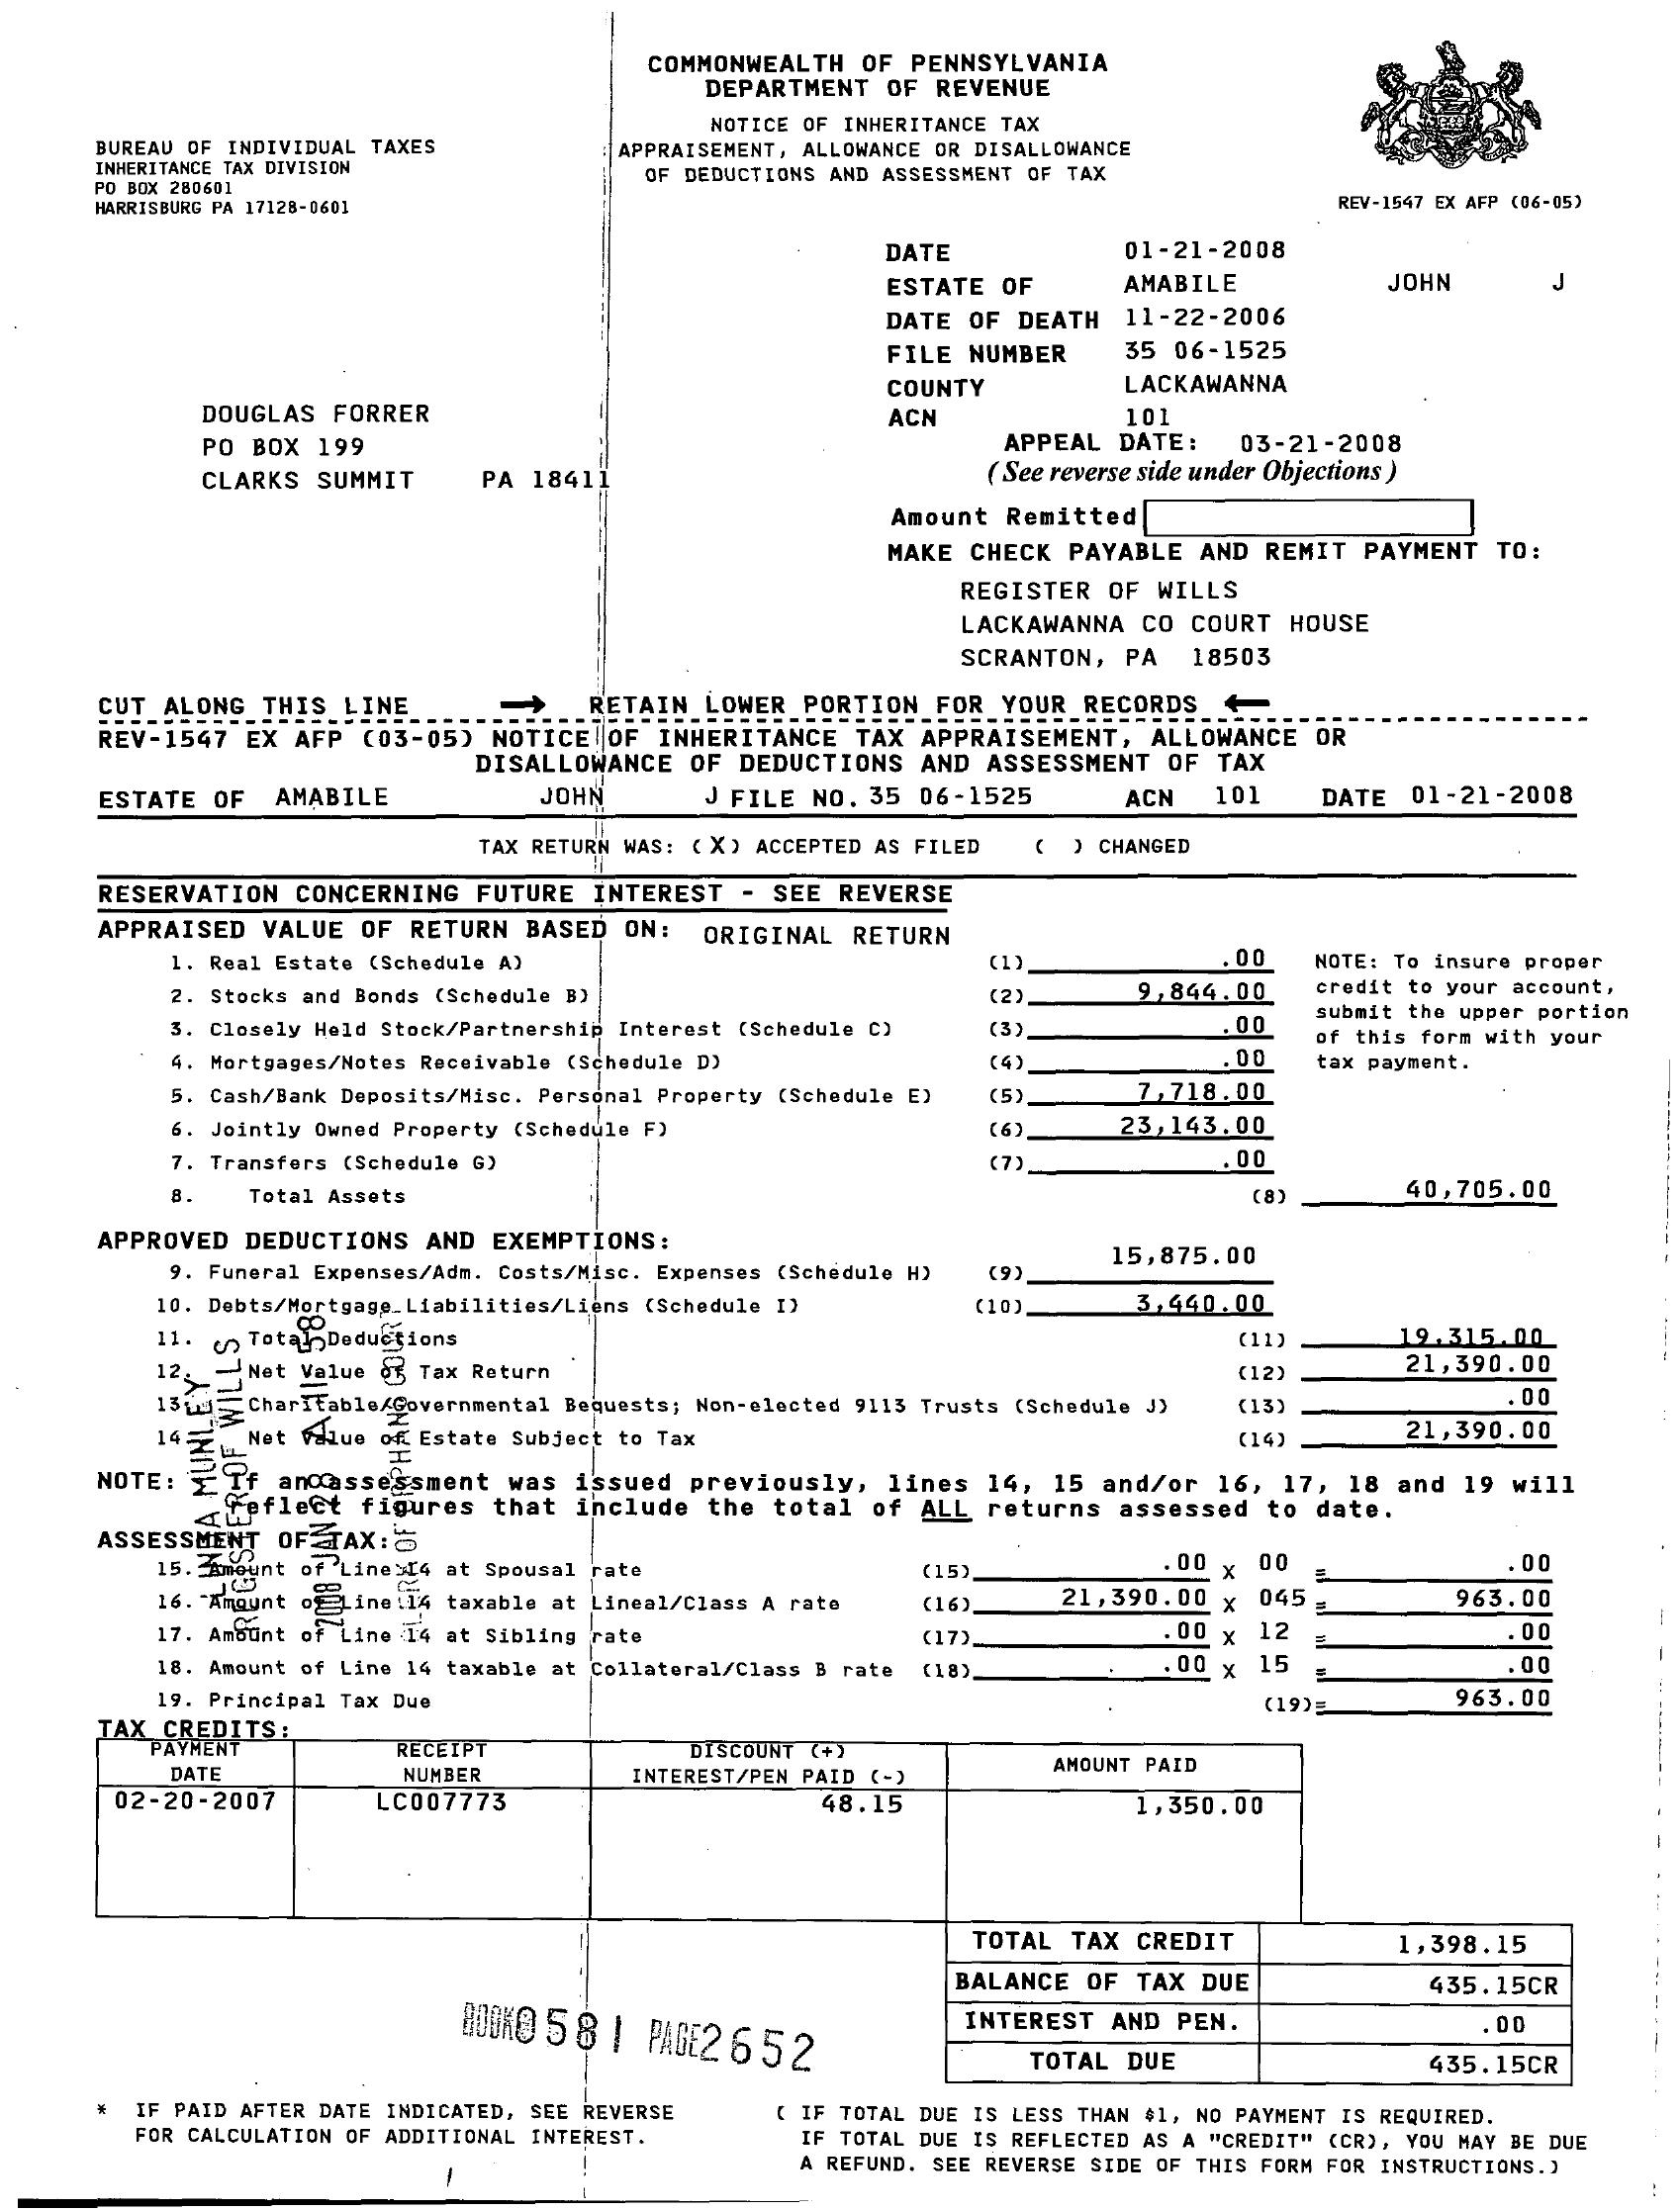 COMMONWEALTH OF PENNSYLVANIA
DEPARTMENT OF REVENUE
NOTICE OF INHERITANCE TAX
APPRAISEMENT, ALLOWANCE OR DISALLOWANCE
OF DEDUCTIONS AND ASSESSMENT OF TAX
BUREAU OF INDIVIDUAL TAXES
INHERITANCE TAX DIVISION
PO BOX 280601
HARRISBURG PA 17128-0601
REV-1547 EX AFP (06-05)
DATE 01-21-2008
ESTATE OF AMABILE JOHN J
DATE OF DEATH 11-22-2006
FILE NUMBER 35 06-1525
COUNTY LACKAWANNA
ACN 101
APPEAL DATE: 03-21-2008
(See reverse side under Objections)
DOUGLAS FORRER
PO BOX 199
CLARKS SUMMIT PA 18411
Amount Remitted
MAKE CHECK PAYABLE AND REMIT PAYMENT TO:
REGISTER OF WILLS
LACKAWANNA CO COURT HOUSE
SCRANTON, PA 18503
CUT ALONG THIS LINE → RETAIN LOWER PORTION FOR YOUR RECORDS ←
REV-1547 EX AFP (03-05) NOTICE OF INHERITANCE TAX APPRAISEMENT, ALLOWANCE OR
DISALLOWANCE OF DEDUCTIONS AND ASSESSMENT OF TAX
ESTATE OF AMABILE JOHN J FILE NO. 35 06-1525 ACN 101 DATE 01-21-2008
TAX RETURN WAS: (X) ACCEPTED AS FILED ( ) CHANGED
RESERVATION CONCERNING FUTURE INTEREST - SEE REVERSE
APPRAISED VALUE OF RETURN BASED ON: ORIGINAL RETURN
1. Real Estate (Schedule A) (1) .00
2. Stocks and Bonds (Schedule B) (2) 9,844.00
3. Closely Held Stock/Partnership Interest (Schedule C) (3) .00
4. Mortgages/Notes Receivable (Schedule D) (4) .00
5. Cash/Bank Deposits/Misc. Personal Property (Schedule E) (5) 7,718.00
6. Jointly Owned Property (Schedule F) (6) 23,143.00
7. Transfers (Schedule G) (7) .00
8. Total Assets (8) 40,705.00
NOTE: To insure proper
credit to your account,
submit the upper portion
of this form with your
tax payment.
APPROVED DEDUCTIONS AND EXEMPTIONS:
9. Funeral Expenses/Adm. Costs/Misc. Expenses (Schedule H) (9) 15,875.00
10. Debts/Mortgage Liabilities/Liens (Schedule I) (10) 3,440.00
11. Total Deductions (11) 19,315.00
12. Net Value of Tax Return (12) 21,390.00
13. Charitable/Governmental Bequests; Non-elected 9113 Trusts (Schedule J) (13) .00
14. Net Value of Estate Subject to Tax (14) 21,390.00
NOTE: If an assessment was issued previously, lines 14, 15 and/or 16, 17, 18 and 19 will
reflect figures that include the total of ALL returns assessed to date.
ASSESSMENT OF TAX:
15. Amount of Line 14 at Spousal rate (15) .00 X 00 = .00
16. Amount of Line 14 taxable at Lineal/Class A rate (16) 21,390.00 X 045 = 963.00
17. Amount of Line 14 at Sibling rate (17) .00 X 12 = .00
18. Amount of Line 14 taxable at Collateral/Class B rate (18) .00 X 15 = .00
19. Principal Tax Due (19)= 963.00
MUNLEY
REGISTER OF WILLS
2008 JAN 28 A 11: 58
TAX CREDITS:
PAYMENT DATE RECEIPT NUMBER DISCOUNT (+) INTEREST/PEN PAID (-) AMOUNT PAID
02-20-2007 LC007773 48.15 1,350.00
TOTAL TAX CREDIT 1,398.15
BALANCE OF TAX DUE 435.15CR
INTEREST AND PEN. .00
TOTAL DUE 435.15CR
BOOK 0581 PAGE 2652
* IF PAID AFTER DATE INDICATED, SEE REVERSE
FOR CALCULATION OF ADDITIONAL INTEREST.
( IF TOTAL DUE IS LESS THAN $1, NO PAYMENT IS REQUIRED.
IF TOTAL DUE IS REFLECTED AS A "CREDIT" (CR), YOU MAY BE DUE
A REFUND. SEE REVERSE SIDE OF THIS FORM FOR INSTRUCTIONS.)